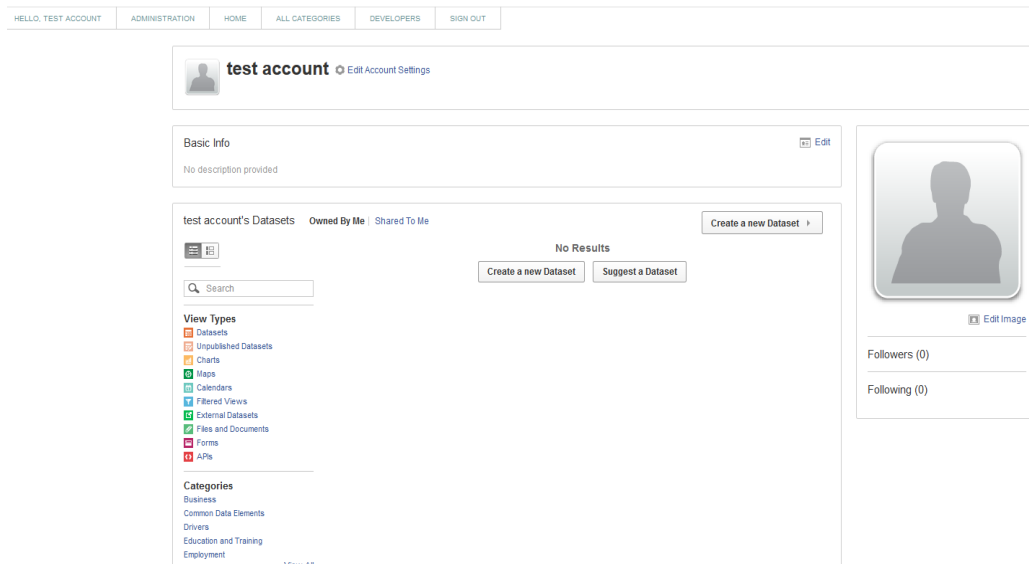 HELLO, TEST ACCOUNT ADMINISTRATION HOME ALL CATEGORIES DEVELOPERS SIGN OUT
test account Edit Account Settings
Basic Info Edit
No description provided
test account's Datasets Owned By Me Shared To Me Create a new Dataset
No Results
Create a new Dataset Suggest a Dataset
Search
View Types
Datasets
Unpublished Datasets
Charts
Maps
Calendars
Filtered Views
External Datasets
Files and Documents
Forms
APIs
Categories
Business
Common Data Elements
Drivers
Education and Training
Employment
Edit Image
Followers (0)
Following (0)